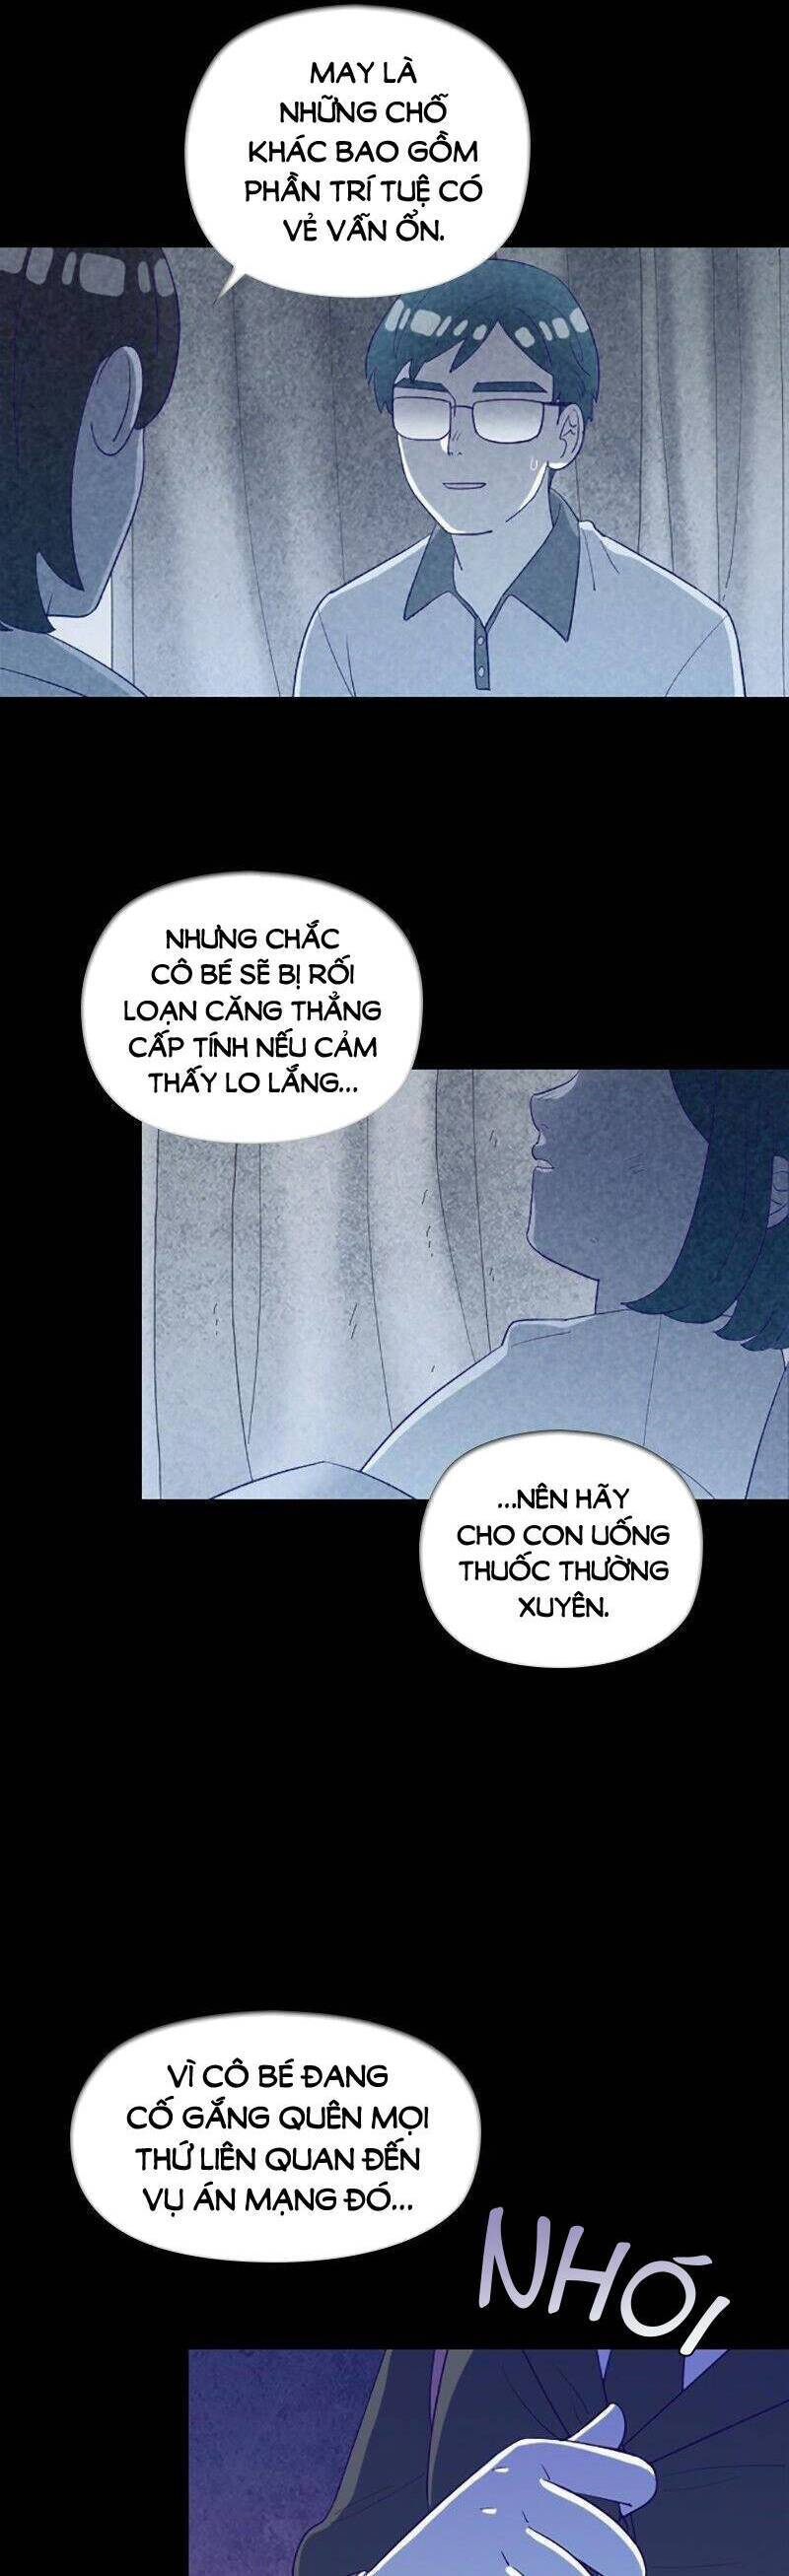 MAY LÀ
NHỮNG CHỖ
KHÁC BAO GỒM
PHẦN TRÍ TUỆ CÓ
VẺ VẪN ỔN.
NHƯNG CHẮC
CÔ BÉ SẼ BỊ RỐI
LOẠN CĂNG THẲNG
CẤP TÍNH NẾU CẢM
THẤY LO LẮNG...
...NÊN HÃY
CHO CON UỐNG
THUỐC THƯỜNG
XUYÊN.
VÌ CÔ BÉ ĐANG
CỐ GẮNG QUÊN MỌI
THỨ LIÊN QUAN ĐẾN
VỤ ÁN MẠNG ĐÓ...
NHÓI